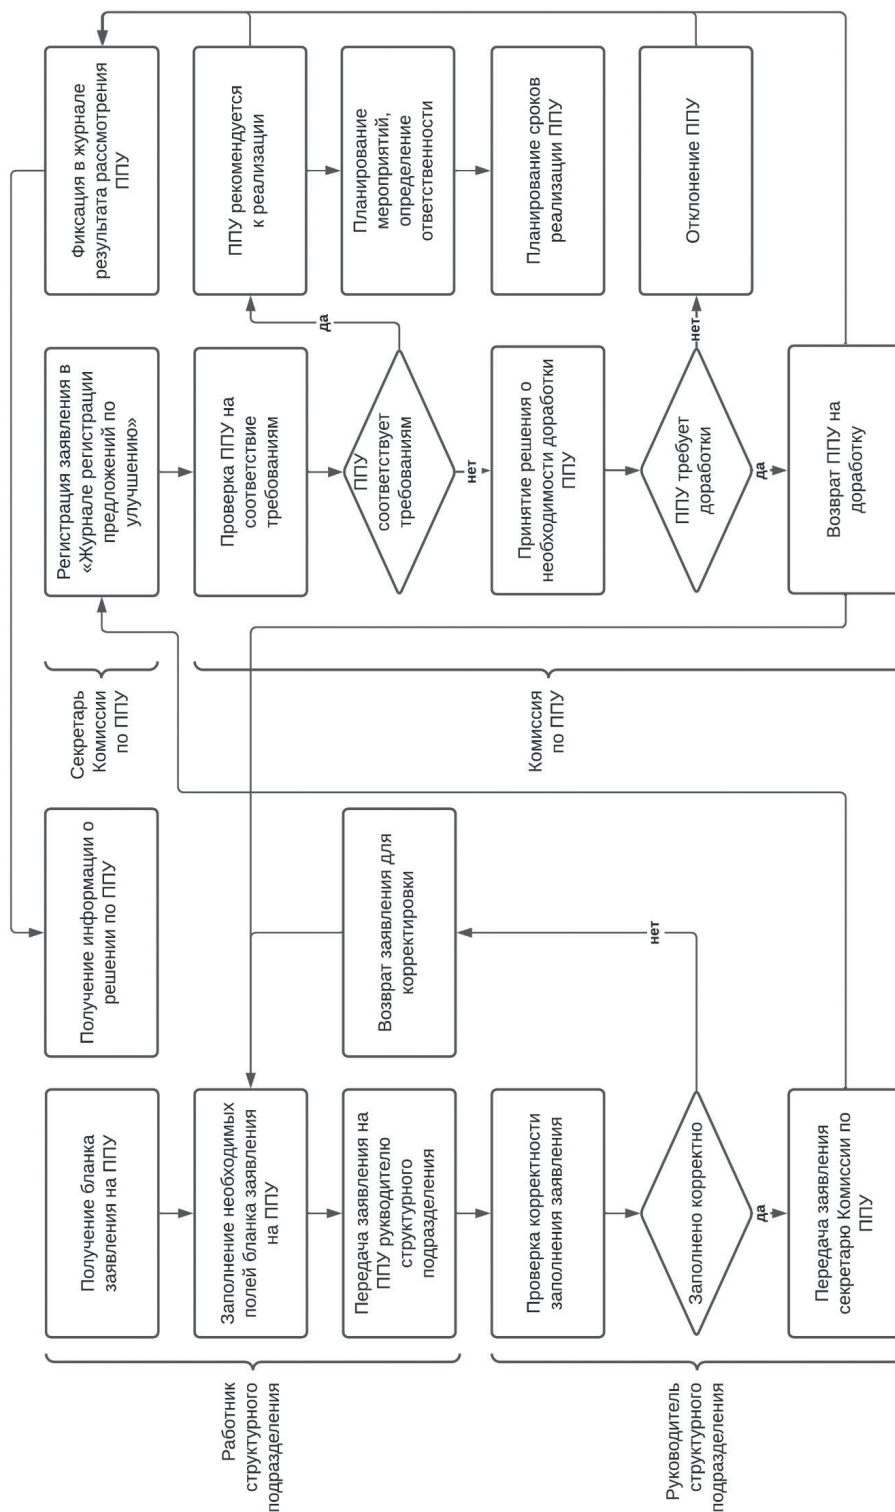 Работник
структурного
подразделения
Руководитель
структурного
подразделения
Получение бланка
заявления на ППУ
Заполнение необходимых
полей бланка заявления
на ППУ
Передача заявления на
ППУ рукводителю
структурного
подразделения
Проверка корректности
заполнения заявления
Заполнено корректно
да
Передача заявления
секретарю Комиссии по
ППУ
Получение информации о
решении по ППУ
Возврат заявления для
корректировки
нет
Секретарь
Комиссии
по ППУ
Комиссия
по ППУ
Регистрация заявления в
«Журнале регистрации
предложений по
улучшению»
Проверка ППУ на
соответствие
требованиям
ППУ
соответствует
требованиям
да
нет
Принятие решения о
необходимости доработки
ППУ
ППУ требует
доработки
нет
да
Возврат ППУ на
доработку
Фиксация в журнале
результата рассмотрения
ППУ
ППУ рекомендуется
к реализации
Планирование
мероприятий,
определение
ответственности
Планирование сроков
реализации ППУ
Отклонение ППУ